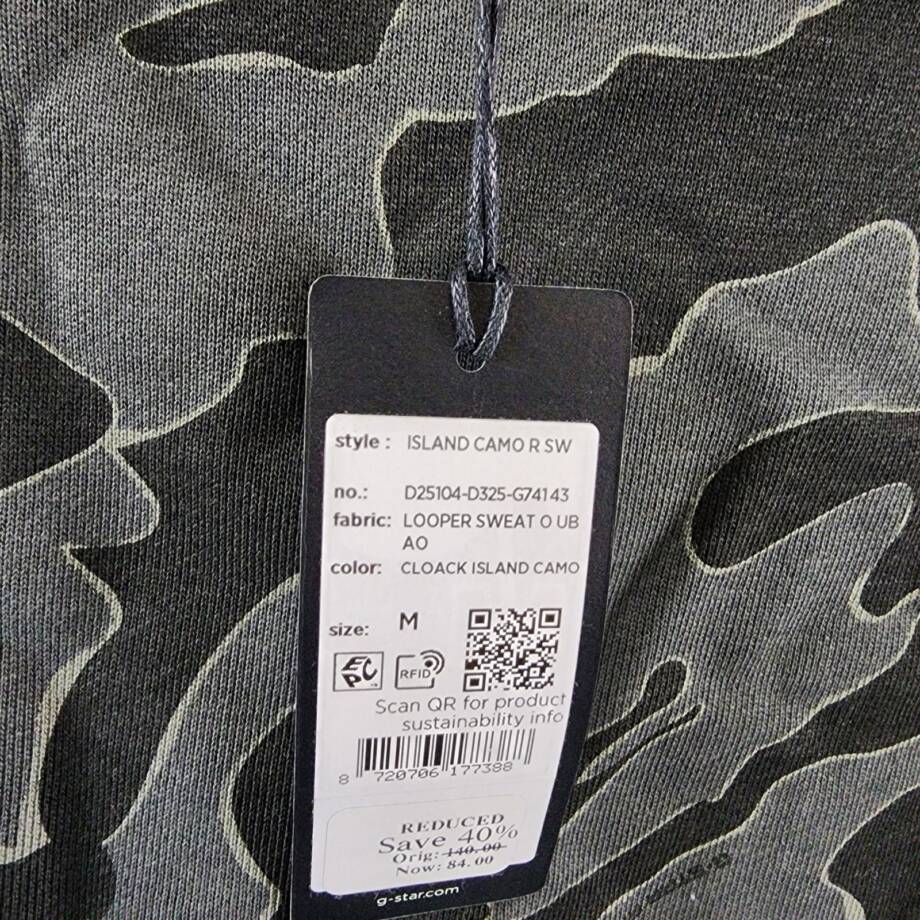 style : ISLAND CAMO R SW
no.: D25104-D325-G74143
fabric: LOOPER SWEAT O UB
AO
color: CLOACK ISLAND CAMO
size: M
EPC
RFID
Scan QR for product
sustainability info
8 720706 177388
REDUCED
Save 40%
Orig: 140.00
Now: 84.00
g-star.com